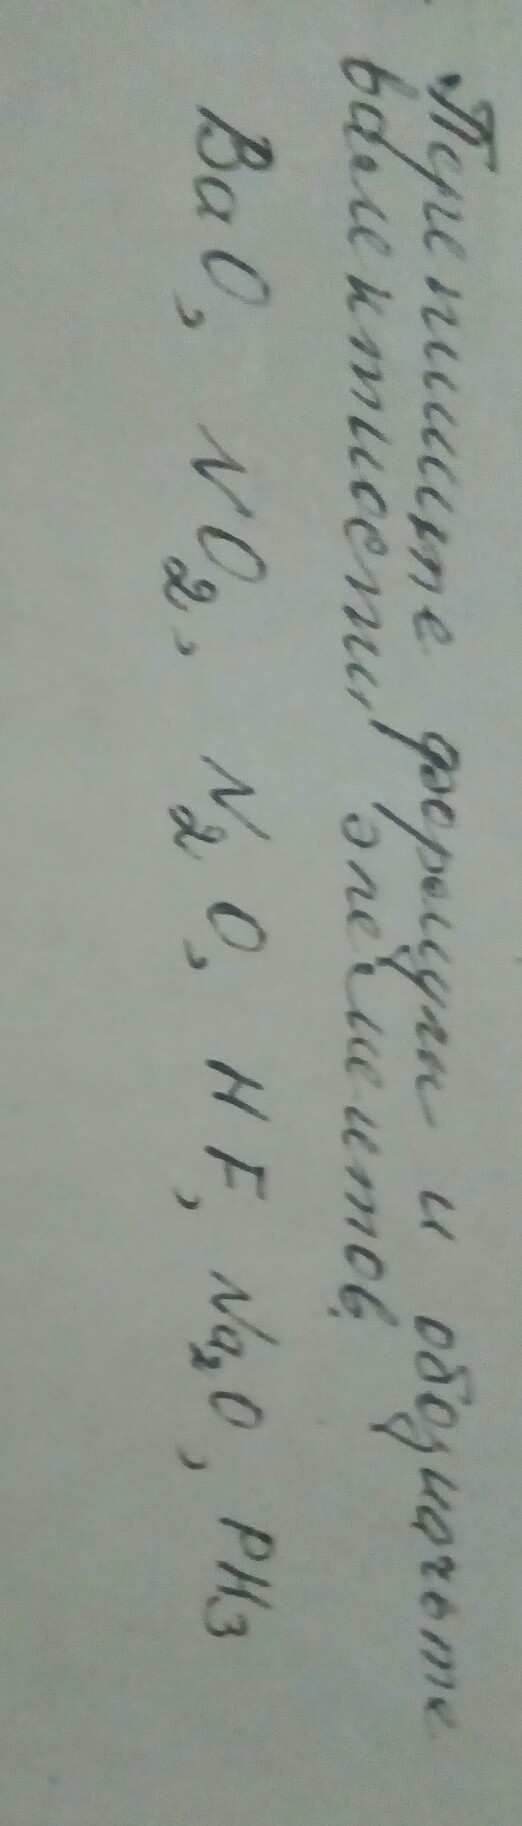 Перепишите формулы и обозначьте
валентности, элементов,
BaO, NO₂, N₂O, HF, Na₂O, PH₃